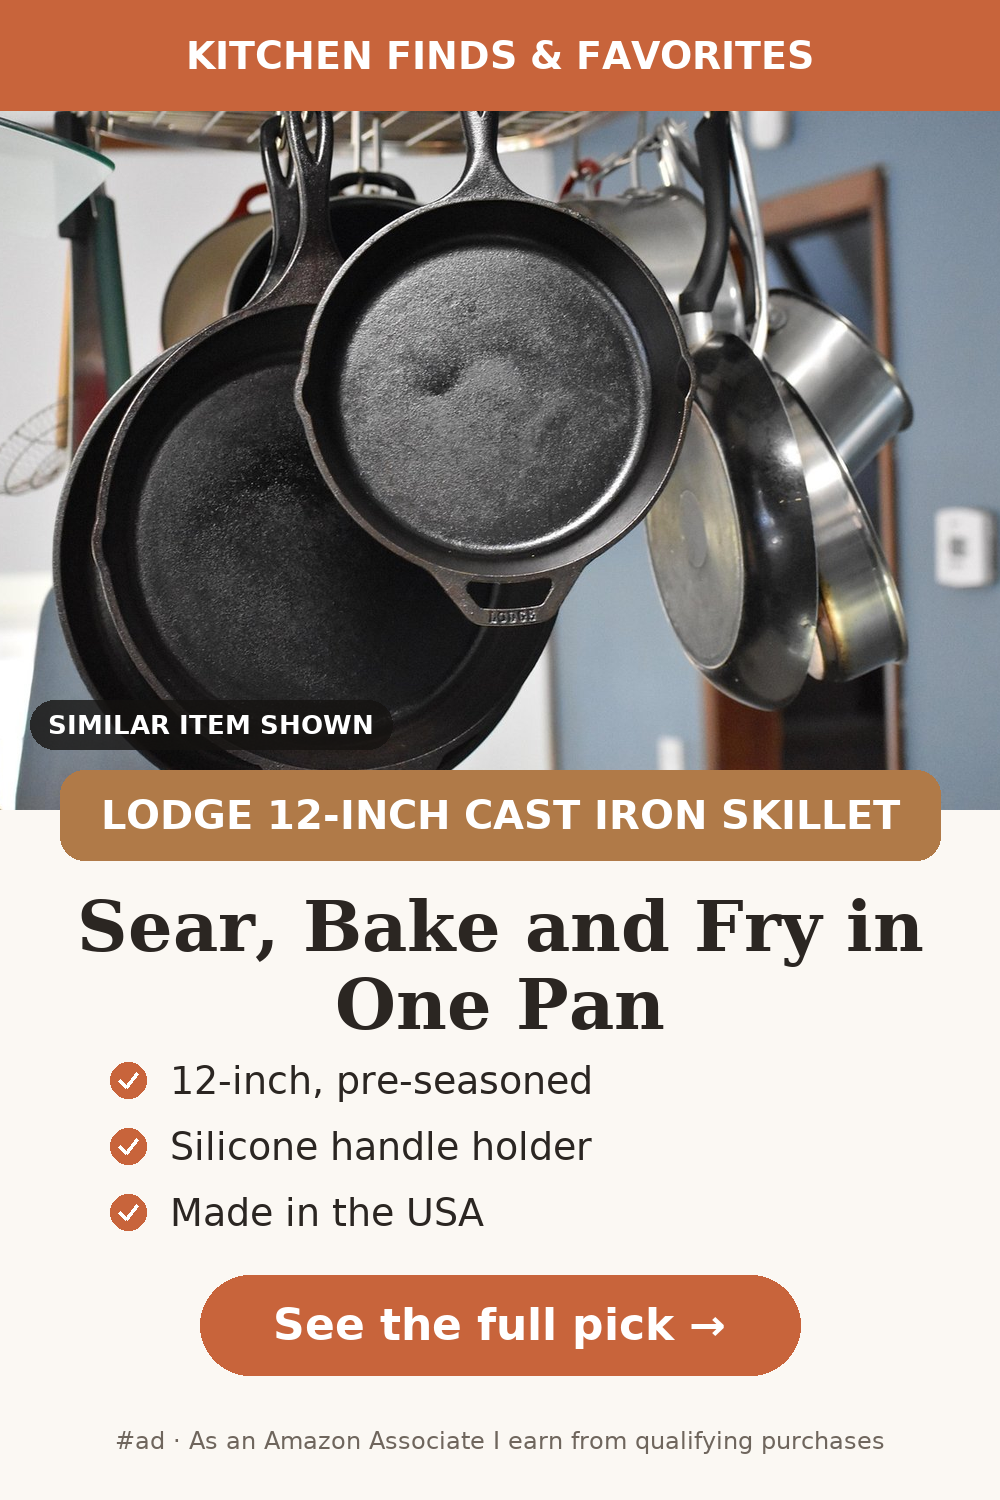 KITCHEN FINDS & FAVORITES
LODGE
SIMILAR ITEM SHOWN
LODGE 12-INCH CAST IRON SKILLET
Sear, Bake and Fry in
One Pan
12-inch, pre-seasoned
Silicone handle holder
Made in the USA
See the full pick →
#ad · As an Amazon Associate I earn from qualifying purchases